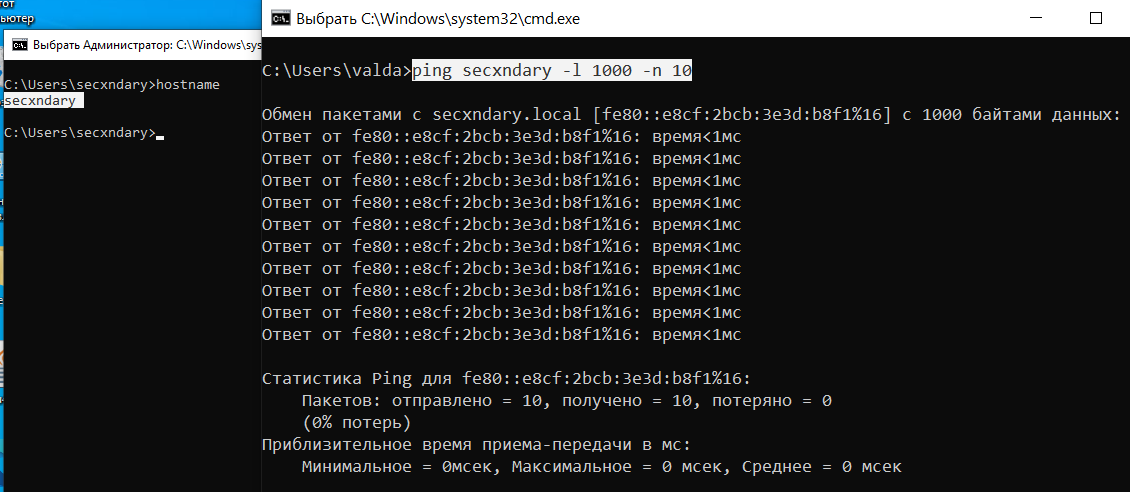 тот
ьютер
Выбрать Администратор: C:\Windows\sys
C:\Users\secxndary>hostname
secxndary
C:\Users\secxndary>
Выбрать C:\Windows\system32\cmd.exe
C:\Users\valda>ping secxndary -l 1000 -n 10
Обмен пакетами с secxndary.local [fe80::e8cf:2bcb:3e3d:b8f1%16] с 1000 байтами данных:
Ответ от fe80::e8cf:2bcb:3e3d:b8f1%16: время<1мс
Ответ от fe80::e8cf:2bcb:3e3d:b8f1%16: время<1мс
Ответ от fe80::e8cf:2bcb:3e3d:b8f1%16: время<1мс
Ответ от fe80::e8cf:2bcb:3e3d:b8f1%16: время<1мс
Ответ от fe80::e8cf:2bcb:3e3d:b8f1%16: время<1мс
Ответ от fe80::e8cf:2bcb:3e3d:b8f1%16: время<1мс
Ответ от fe80::e8cf:2bcb:3e3d:b8f1%16: время<1мс
Ответ от fe80::e8cf:2bcb:3e3d:b8f1%16: время<1мс
Ответ от fe80::e8cf:2bcb:3e3d:b8f1%16: время<1мс
Ответ от fe80::e8cf:2bcb:3e3d:b8f1%16: время<1мс
Статистика Ping для fe80::e8cf:2bcb:3e3d:b8f1%16:
Пакетов: отправлено = 10, получено = 10, потеряно = 0
(0% потерь)
Приблизительное время приема-передачи в мс:
Минимальное = 0мсек, Максимальное = 0 мсек, Среднее = 0 мсек